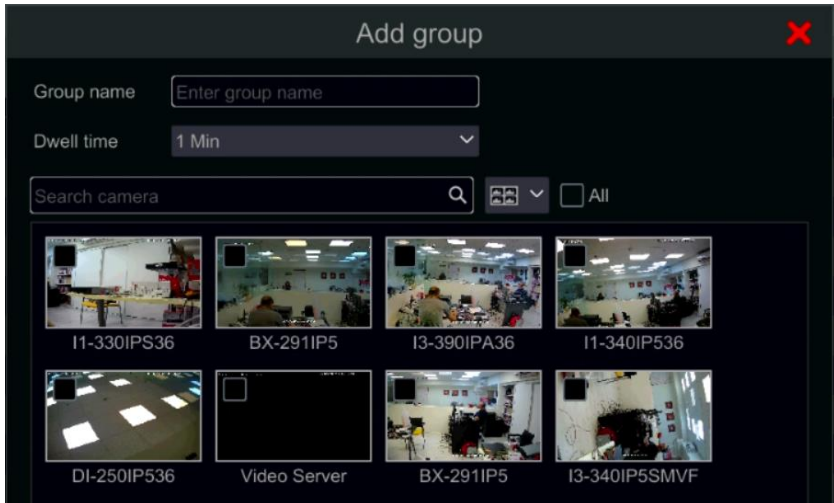 Add group
Group name Enter group name
Dwell time 1 Min
Search camera All
I1-330IPS36 BX-291IP5 I3-390IPA36 I1-340IP536
DI-250IP536 Video Server BX-291IP5 I3-340IP5SMVF